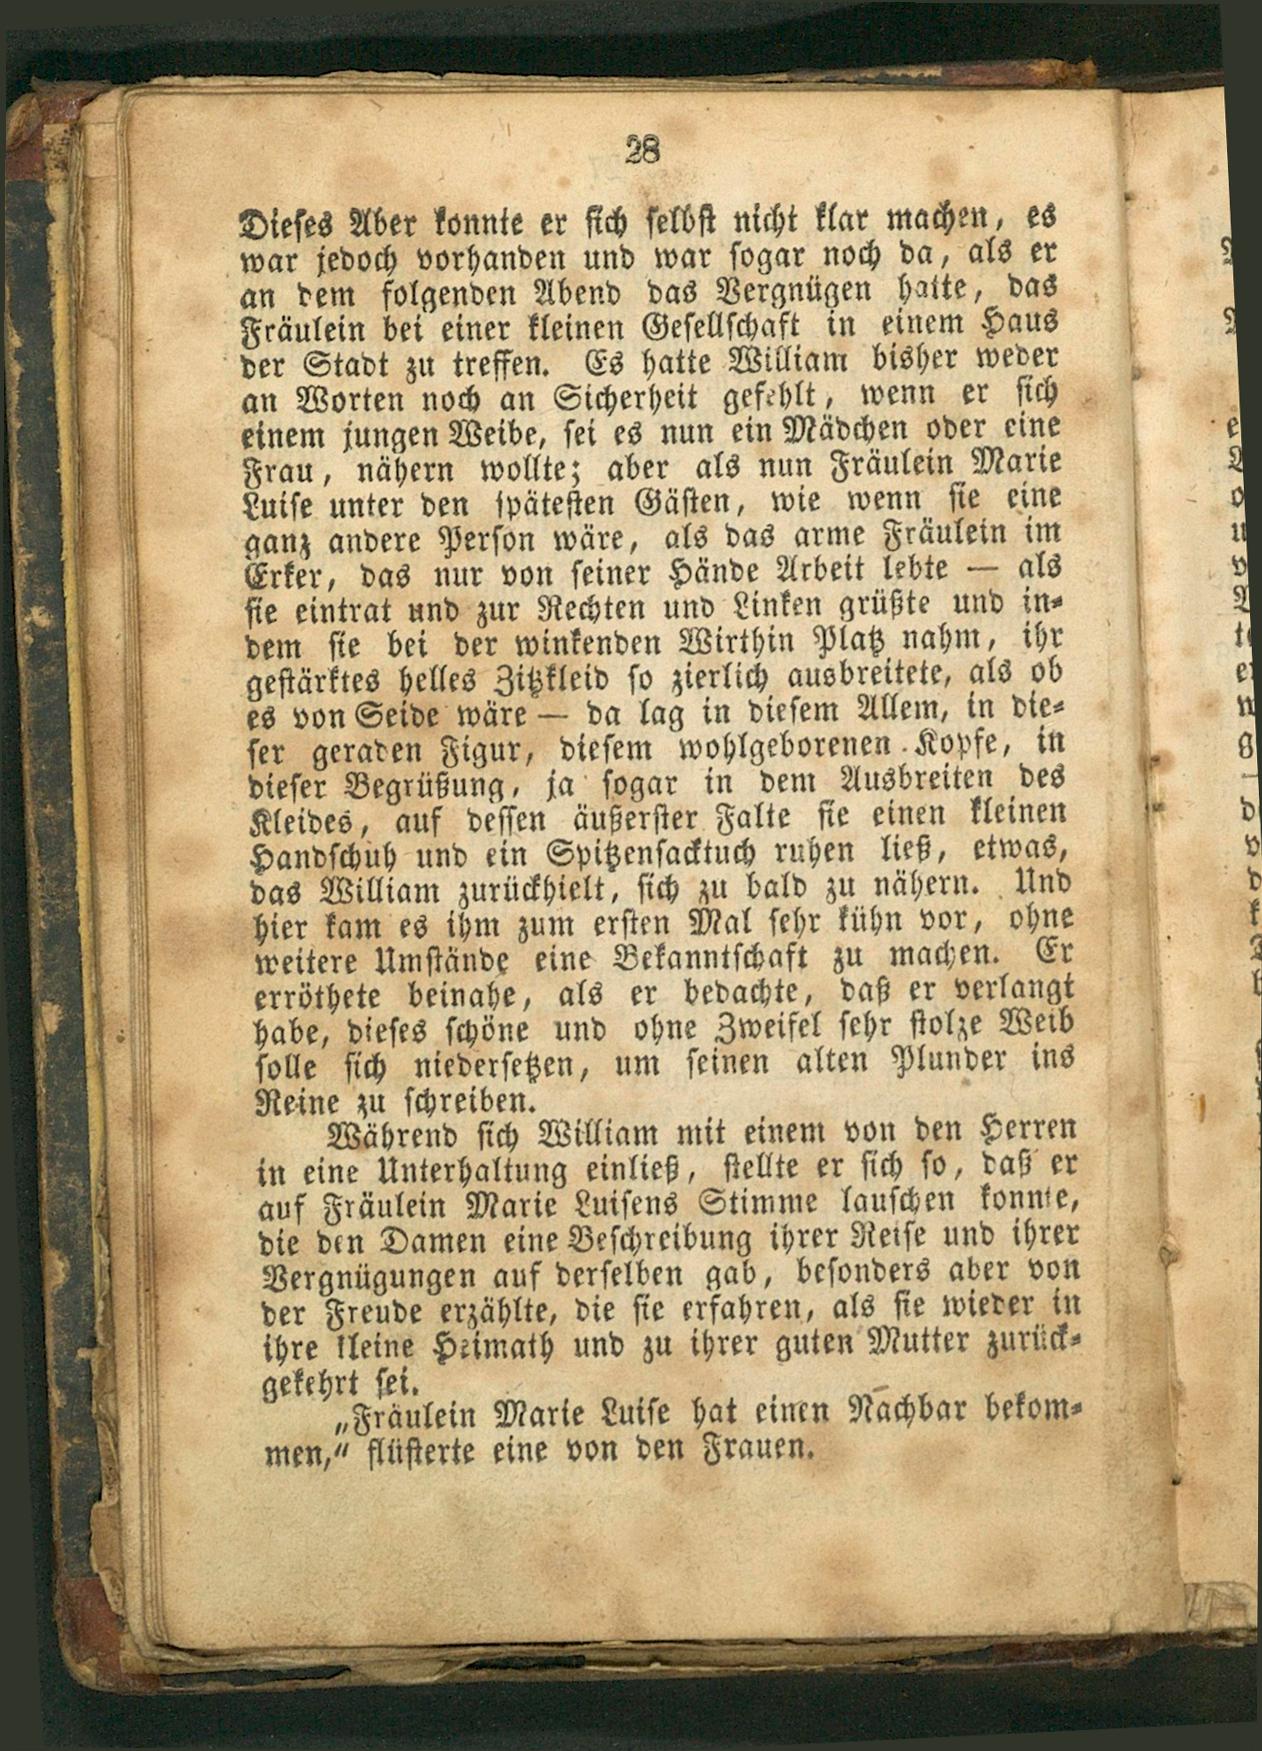 28
Dieses Aber konnte er sich selbst nicht klar machen, es
war jedoch vorhanden und war sogar noch da, als er
an dem folgenden Abend das Vergnügen hatte, das
Fräulein bei einer kleinen Gesellschaft in einem Haus
der Stadt zu treffen. Es hatte William bisher weder
an Worten noch an Sicherheit gefehlt, wenn er sich
einem jungen Weibe, sei es nun ein Mädchen oder eine
Frau, nähern wollte; aber als nun Fräulein Marie
Luise unter den spätesten Gästen, wie wenn sie eine
ganz andere Person wäre, als das arme Fräulein im
Erker, das nur von seiner Hände Arbeit lebte — als
sie eintrat und zur Rechten und Linken grüßte und in-
dem sie bei der winkenden Wirthin Platz nahm, ihr
gestärktes helles Zitzkleid so zierlich ausbreitete, als ob
es von Seide wäre — da lag in diesem Allem, in die-
ser geraden Figur, diesem wohlgeborenen Kopfe, in
dieser Begrüßung, ja sogar in dem Ausbreiten des
Kleides, auf dessen äußerster Falte sie einen kleinen
Handschuh und ein Spitzensacktuch ruhen ließ, etwas,
das William zurückhielt, sich zu bald zu nähern. Und
hier kam es ihm zum ersten Mal sehr kühn vor, ohne
weitere Umstände eine Bekanntschaft zu machen. Er
erröthete beinahe, als er bedachte, daß er verlangt
habe, dieses schöne und ohne Zweifel sehr stolze Weib
solle sich niedersetzen, um seinen alten Plunder ins
Reine zu schreiben.
Während sich William mit einem von den Herren
in eine Unterhaltung einließ, stellte er sich so, daß er
auf Fräulein Marie Luisens Stimme lauschen konnte,
die den Damen eine Beschreibung ihrer Reise und ihrer
Vergnügungen auf derselben gab, besonders aber von
der Freude erzählte, die sie erfahren, als sie wieder in
ihre kleine Heimath und zu ihrer guten Mutter zurück-
gekehrt sei.
„Fräulein Marie Luise hat einen Nachbar bekom-
men,“ flüsterte eine von den Frauen.